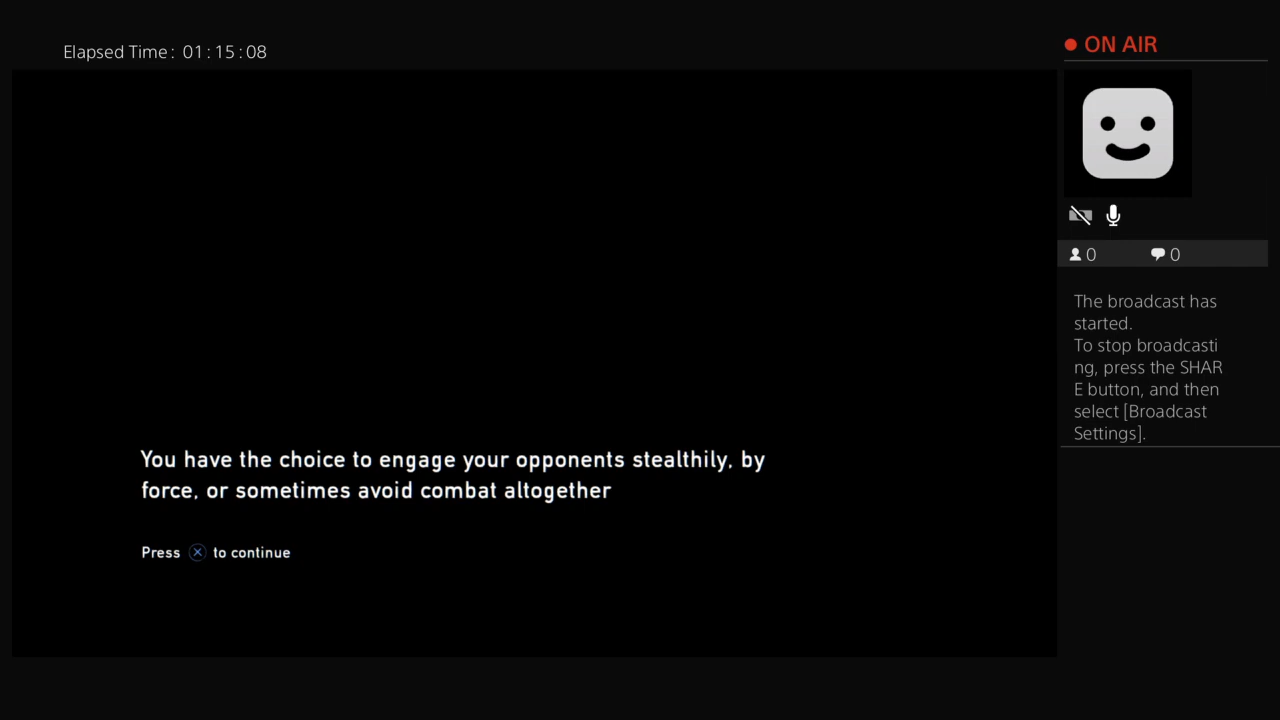 Elapsed Time: 01:15:08
ON AIR
0
0
The broadcast has
started.
To stop broadcasti
ng, press the SHAR
E button, and then
select [Broadcast
Settings].
You have the choice to engage your opponents stealthily, by
force, or sometimes avoid combat altogether
Press ⓧ to continue